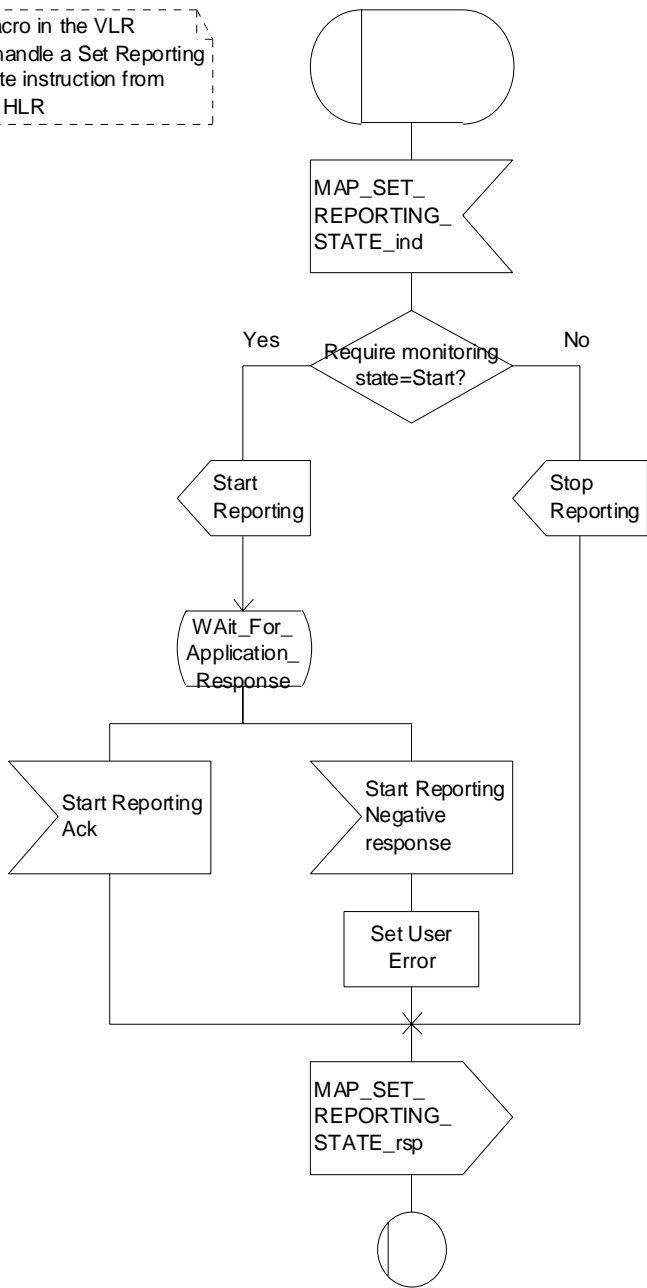 acro in the VLR
handle a Set Reporting
te instruction from
HLR
MAP_SET_
REPORTING_
STATE_ind
Yes
Require monitoring
state=Start?
No
Start
Reporting
Stop
Reporting
WAit_For_
Application_
Response
Start Reporting
Ack
Start Reporting
Negative
response
Set User
Error
MAP_SET_
REPORTING_
STATE_rsp